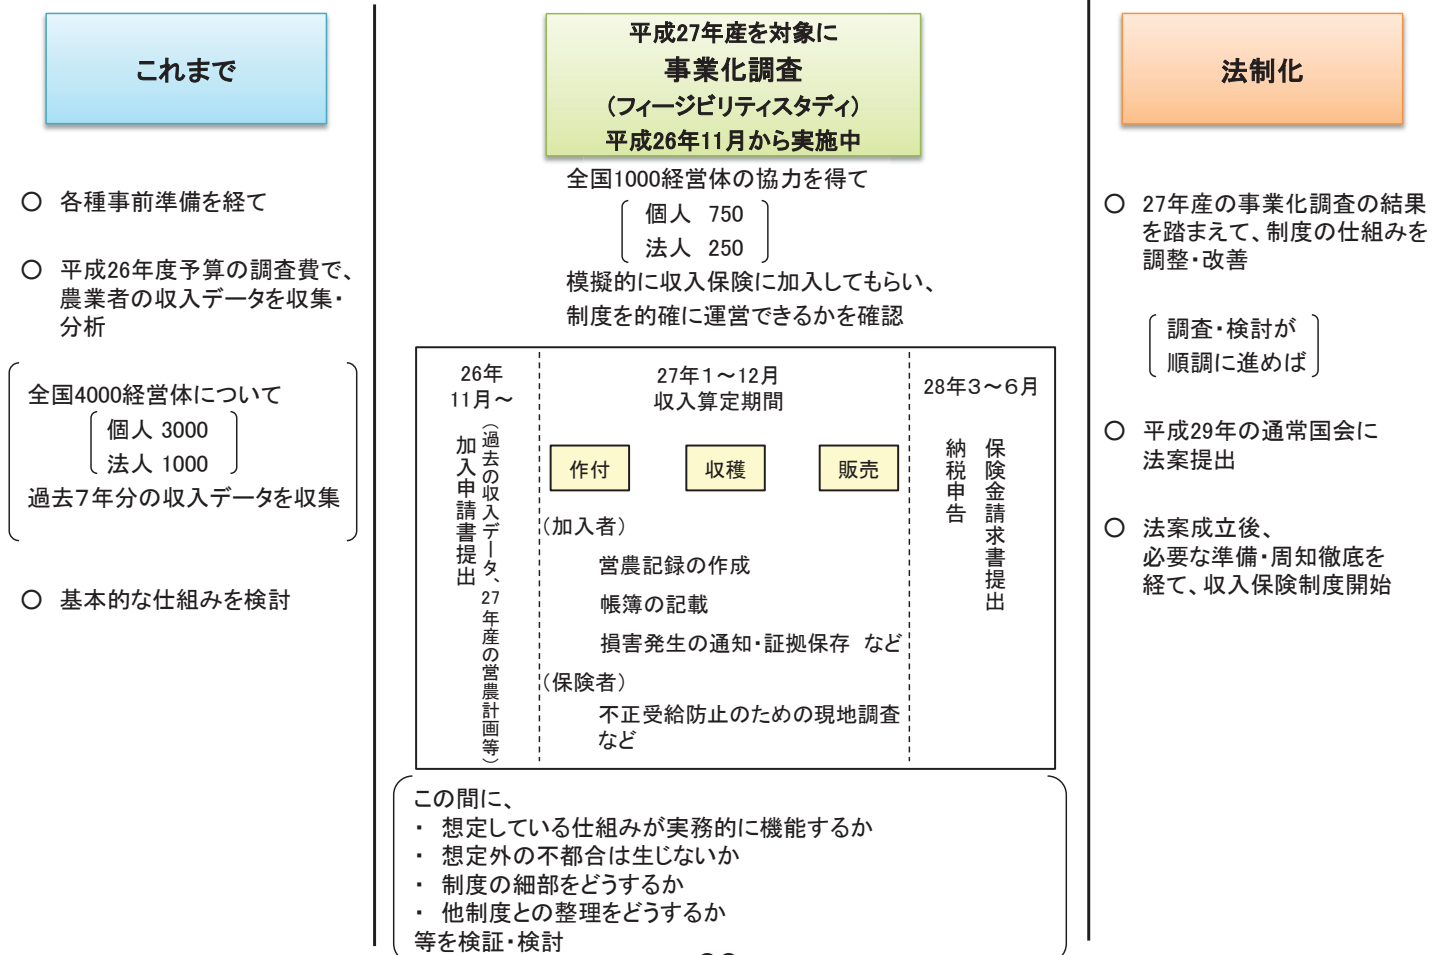 これまで
○ 各種事前準備を経て
○ 平成26年度予算の調査費で、
農業者の収入データを収集・
分析
全国4000経営体について
個人 3000
法人 1000
過去7年分の収入データを収集
○ 基本的な仕組みを検討
平成27年産を対象に
事業化調査
(フィージビリティスタディ)
平成26年11月から実施中
全国1000経営体の協力を得て
個人 750
法人 250
模擬的に収入保険に加入してもらい、
制度を的確に運営できるかを確認
26年
11月～
加入申請書提出
(過去の収入データ、27年産の営農計画等)
27年1～12月
収入算定期間
作付
収穫
販売
(加入者)
営農記録の作成
帳簿の記載
損害発生の通知・証拠保存 など
(保険者)
不正受給防止のための現地調査
など
28年3～6月
保険金請求書提出
納税申告
この間に、
・ 想定している仕組みが実務的に機能するか
・ 想定外の不都合は生じないか
・ 制度の細部をどうするか
・ 他制度との整理をどうするか
等を検証・検討
法制化
○ 27年産の事業化調査の結果
を踏まえて、制度の仕組みを
調整・改善
調査・検討が
順調に進めば
○ 平成29年の通常国会に
法案提出
○ 法案成立後、
必要な準備・周知徹底を
経て、収入保険制度開始